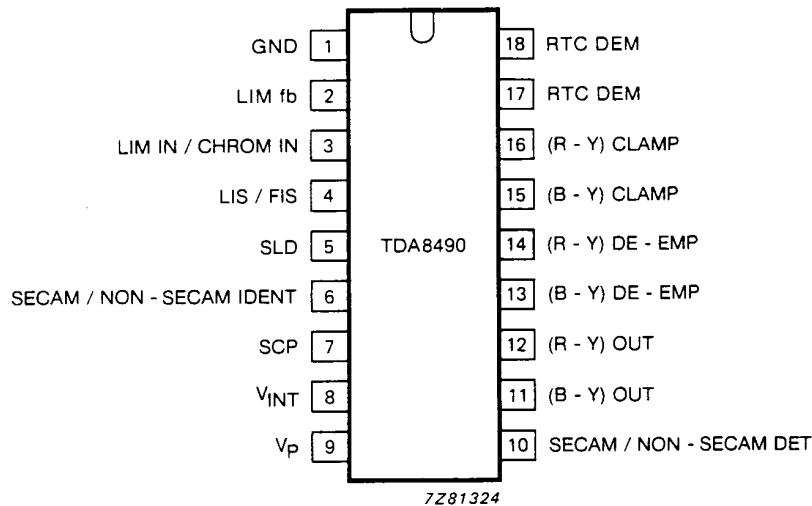 GND 1 18 RTC DEM
LIM fb 2 17 RTC DEM
LIM IN / CHROM IN 3 16 (R - Y) CLAMP
LIS / FIS 4 15 (B - Y) CLAMP
SLD 5 TDA8490 14 (R - Y) DE - EMP
SECAM / NON - SECAM IDENT 6 13 (B - Y) DE - EMP
SCP 7 12 (R - Y) OUT
VINT 8 11 (B - Y) OUT
VP 9 10 SECAM / NON - SECAM DET
7Z81324